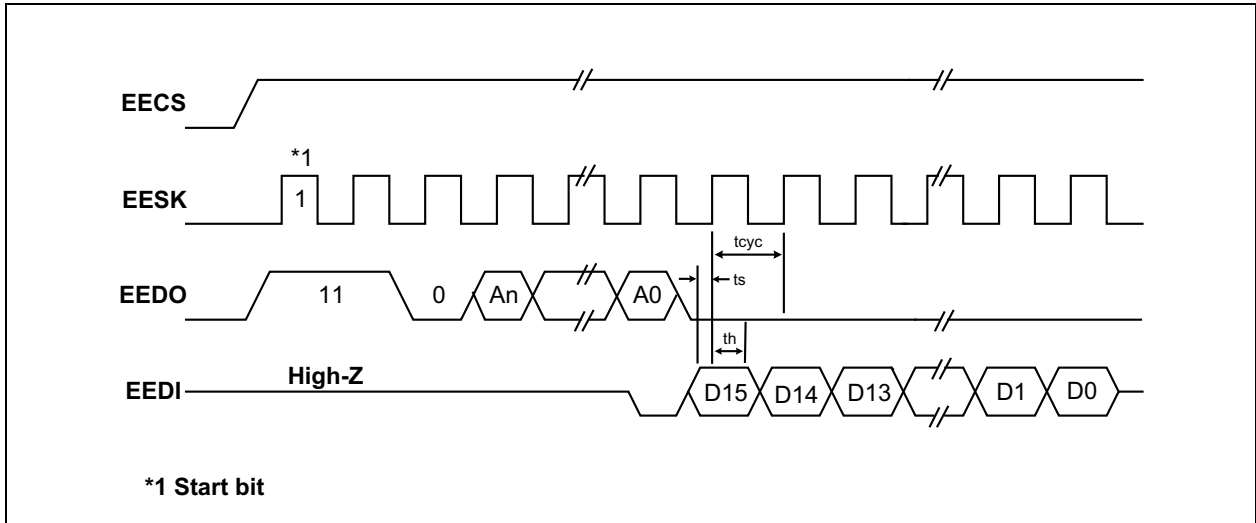 EECS
*1
EESK
1
tcyc
ts
EEDO
11
0
An
A0
th
EEDI
High-Z
D15
D14
D13
D1
D0
*1 Start bit